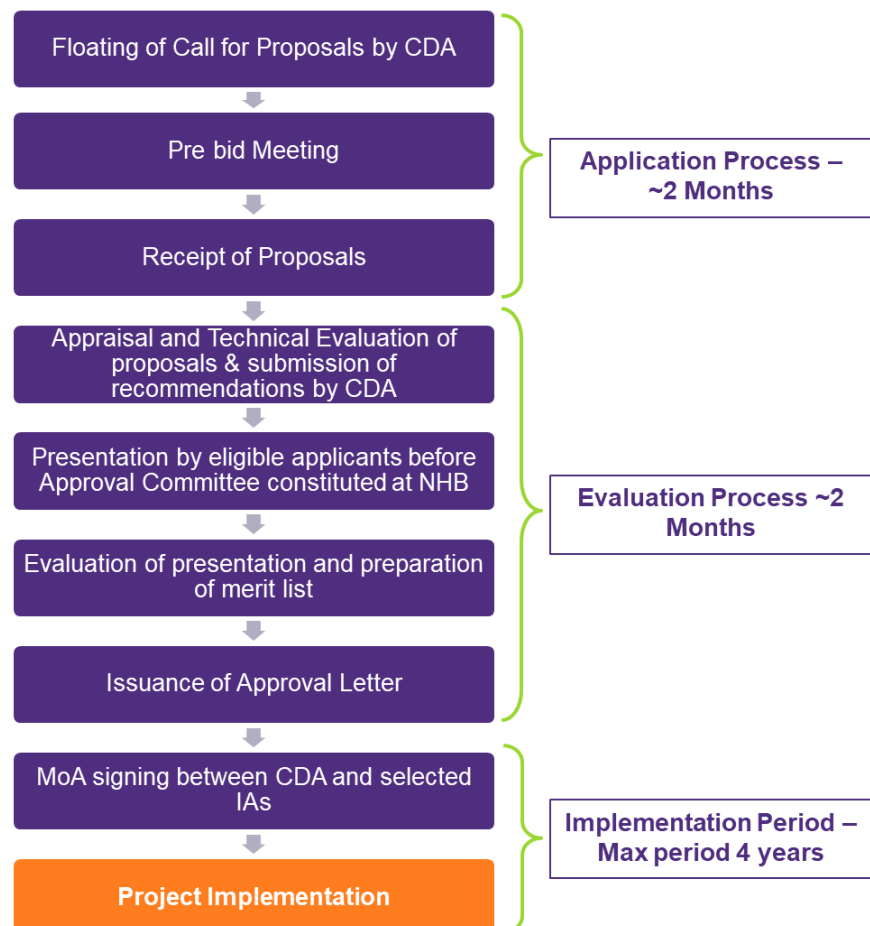 Floating of Call for Proposals by CDA
Pre bid Meeting
Application Process –
~2 Months
Receipt of Proposals
Appraisal and Technical Evaluation of
proposals & submission of
recommendations by CDA
Presentation by eligible applicants before
Approval Committee constituted at NHB
Evaluation Process ~2
Months
Evaluation of presentation and preparation
of merit list
Issuance of Approval Letter
MoA signing between CDA and selected
IAs
Implementation Period –
Max period 4 years
Project Implementation